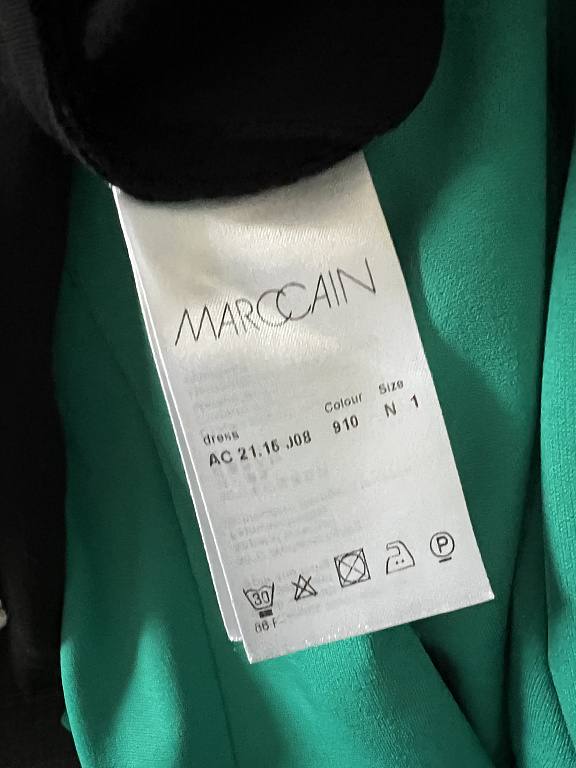 MARCCAIN
dress Colour Size
AC 21.15 J08 910 N 1
30 P
86 F